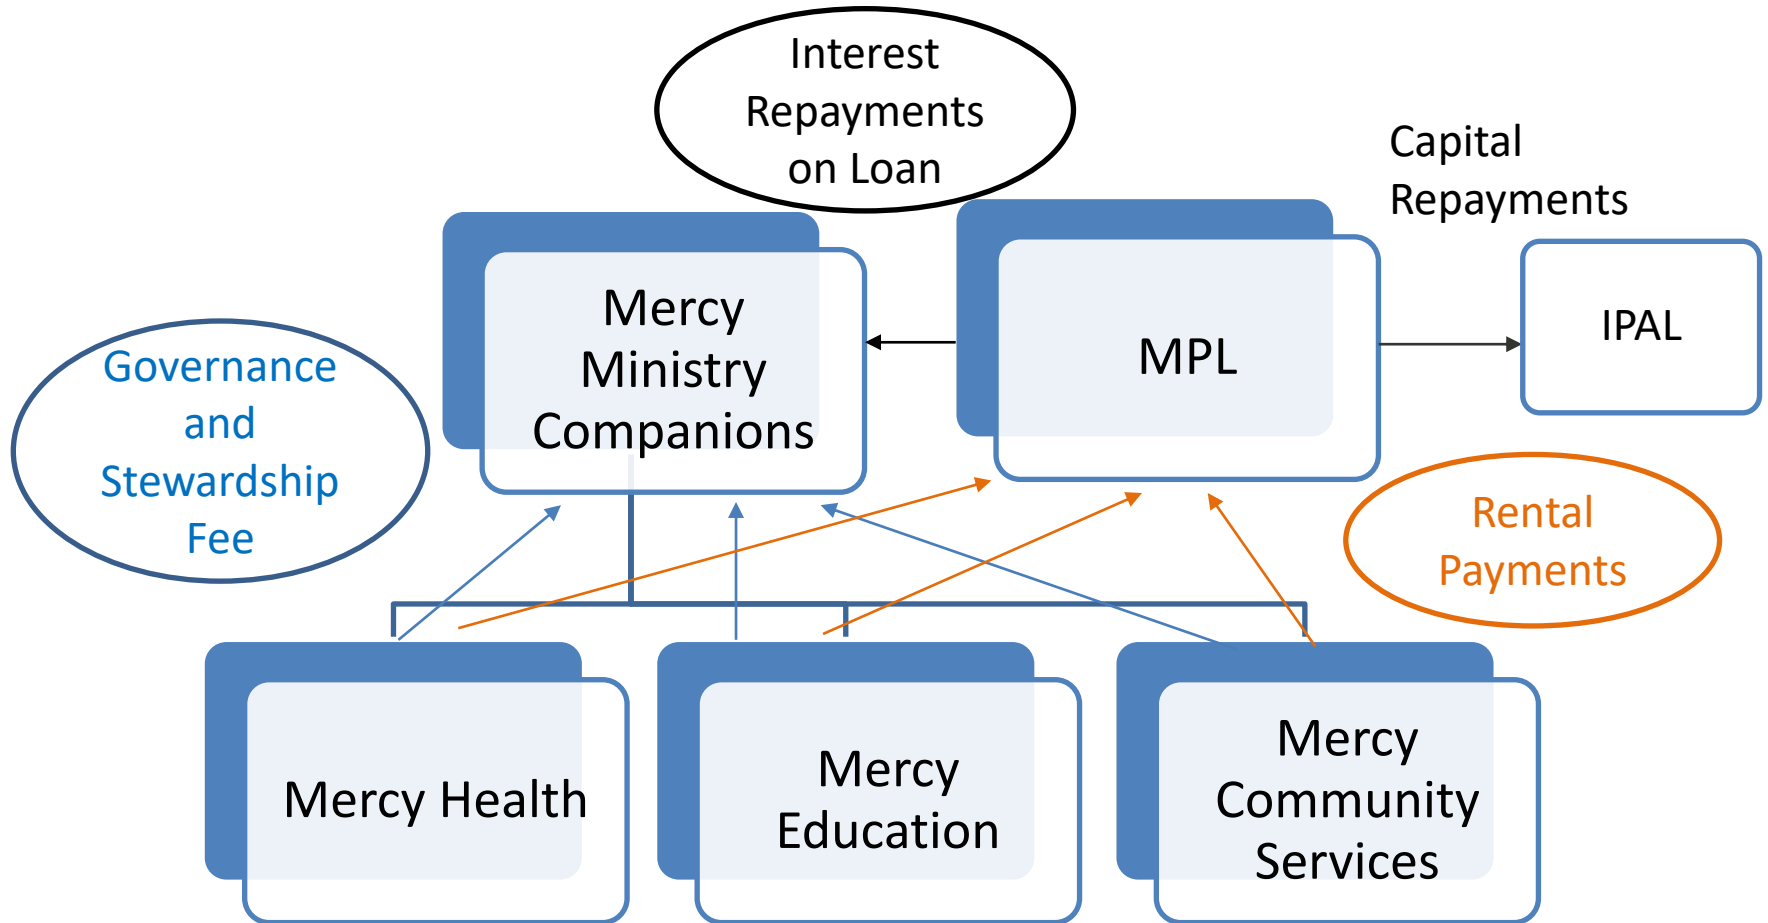 Interest
Repayments
on Loan
Capital
Repayments
Mercy
Ministry
Companions
MPL
IPAL
Governance
and
Stewardship
Fee
Rental
Payments
Mercy Health
Mercy
Education
Mercy
Community
Services